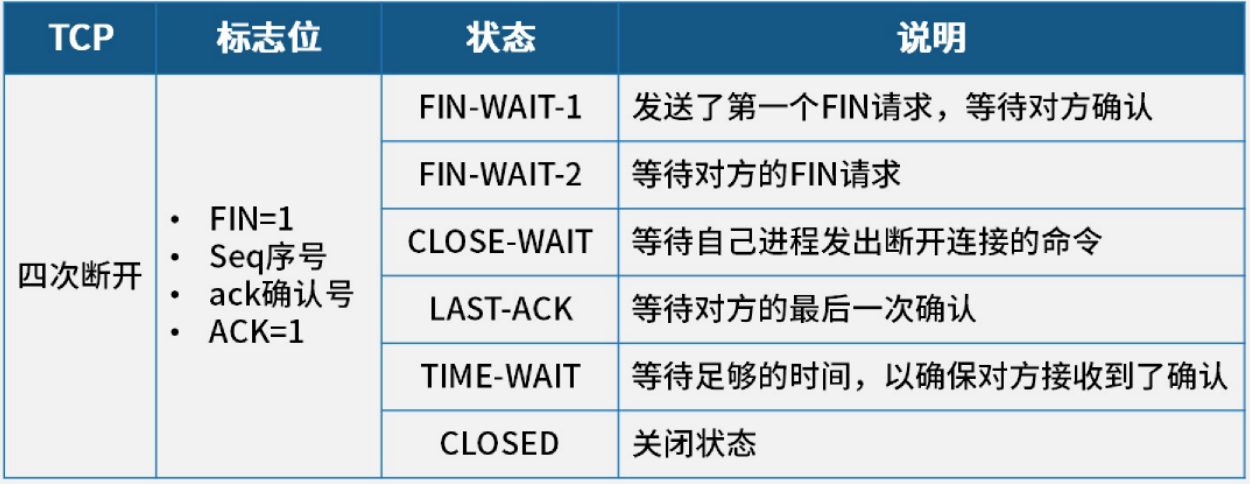 TCP 标志位 状态 说明
四次断开
• FIN=1
• Seq序号
• ack确认号
• ACK=1
FIN-WAIT-1 发送了第一个FIN请求，等待对方确认
FIN-WAIT-2 等待对方的FIN请求
CLOSE-WAIT 等待自己进程发出断开连接的命令
LAST-ACK 等待对方的最后一次确认
TIME-WAIT 等待足够的时间，以确保对方接收到了确认
CLOSED 关闭状态